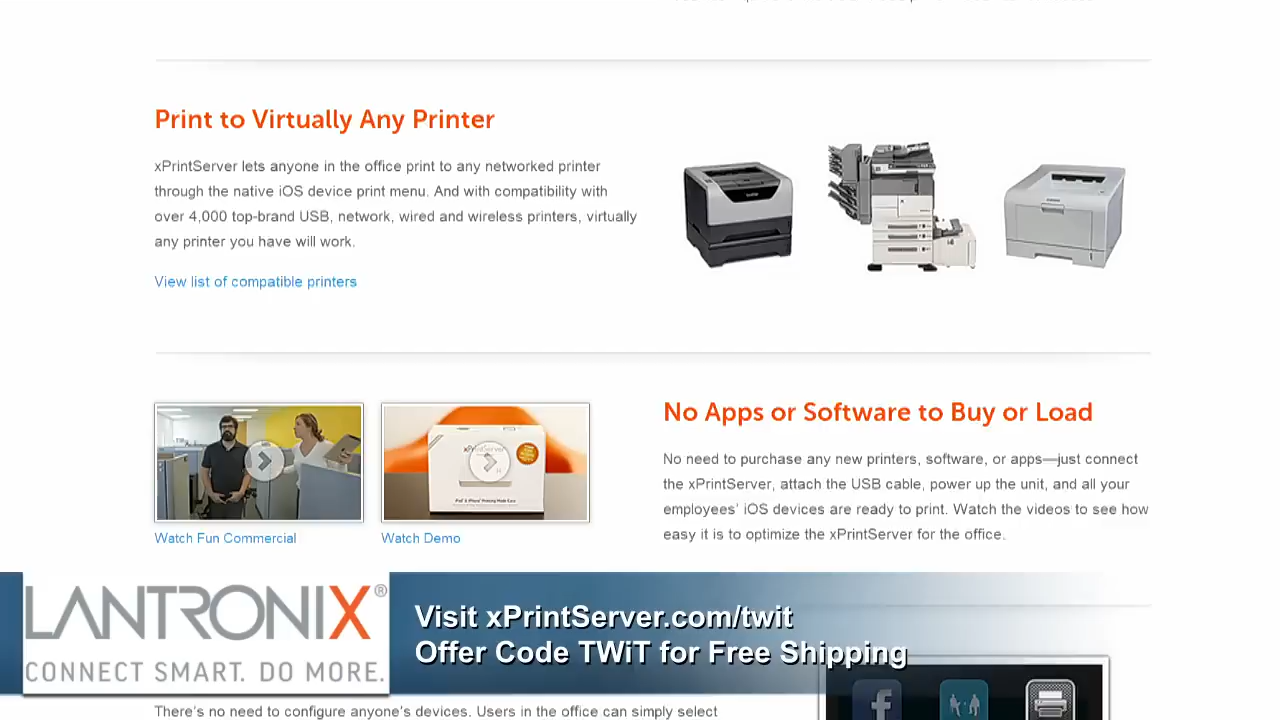 Print to Virtually Any Printer
xPrintServer lets anyone in the office print to any networked printer
through the native iOS device print menu. And with compatibility with
over 4,000 top-brand USB, network, wired and wireless printers, virtually
any printer you have will work.
View list of compatible printers
No Apps or Software to Buy or Load
No need to purchase any new printers, software, or apps—just connect
the xPrintServer, attach the USB cable, power up the unit, and all your
employees' iOS devices are ready to print. Watch the videos to see how
easy it is to optimize the xPrintServer for the office.
xPrintServer
Watch Fun Commercial
Watch Demo
LANTRONIX®
CONNECT SMART. DO MORE.
Visit xPrintServer.com/twit
Offer Code TWiT for Free Shipping
There's no need to configure anyone's devices. Users in the office can simply select